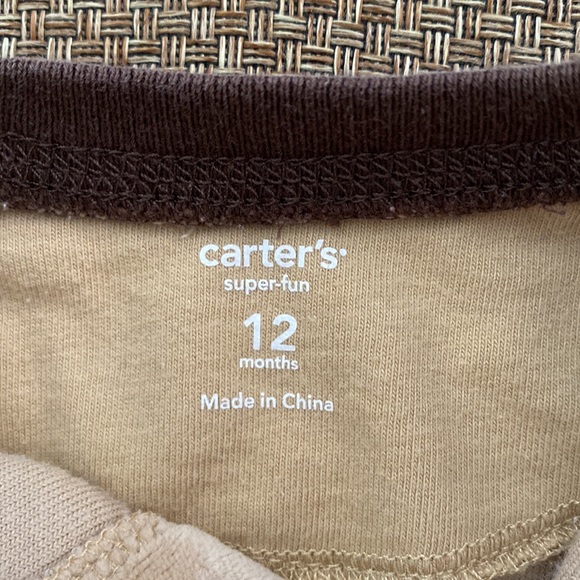 carter's
super-fun
12
months
Made in China